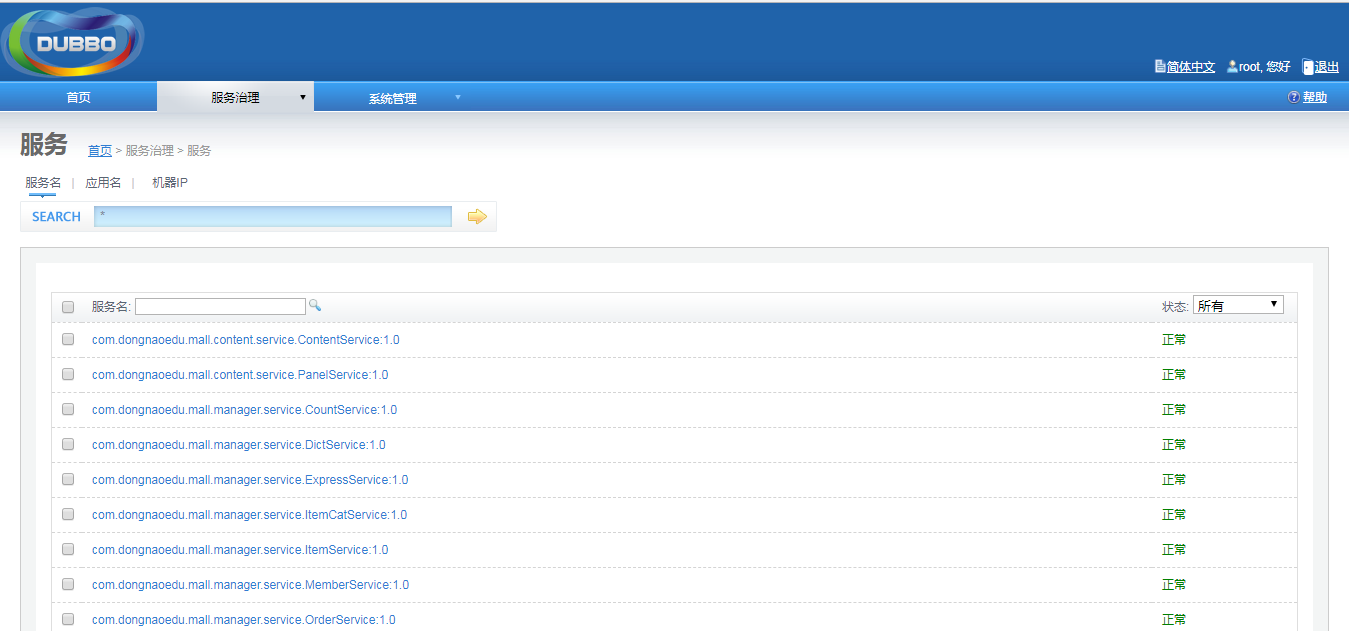 DUBBO
简体中文 root, 您好 退出
首页 服务治理 系统管理 帮助
服务 首页 > 服务治理 > 服务
服务名 | 应用名 | 机器IP
SEARCH *
服务名: 状态: 所有
com.dongnaoedu.mall.content.service.ContentService:1.0 正常
com.dongnaoedu.mall.content.service.PanelService:1.0 正常
com.dongnaoedu.mall.manager.service.CountService:1.0 正常
com.dongnaoedu.mall.manager.service.DictService:1.0 正常
com.dongnaoedu.mall.manager.service.ExpressService:1.0 正常
com.dongnaoedu.mall.manager.service.ItemCatService:1.0 正常
com.dongnaoedu.mall.manager.service.ItemService:1.0 正常
com.dongnaoedu.mall.manager.service.MemberService:1.0 正常
com.dongnaoedu.mall.manager.service.OrderService:1.0 正常